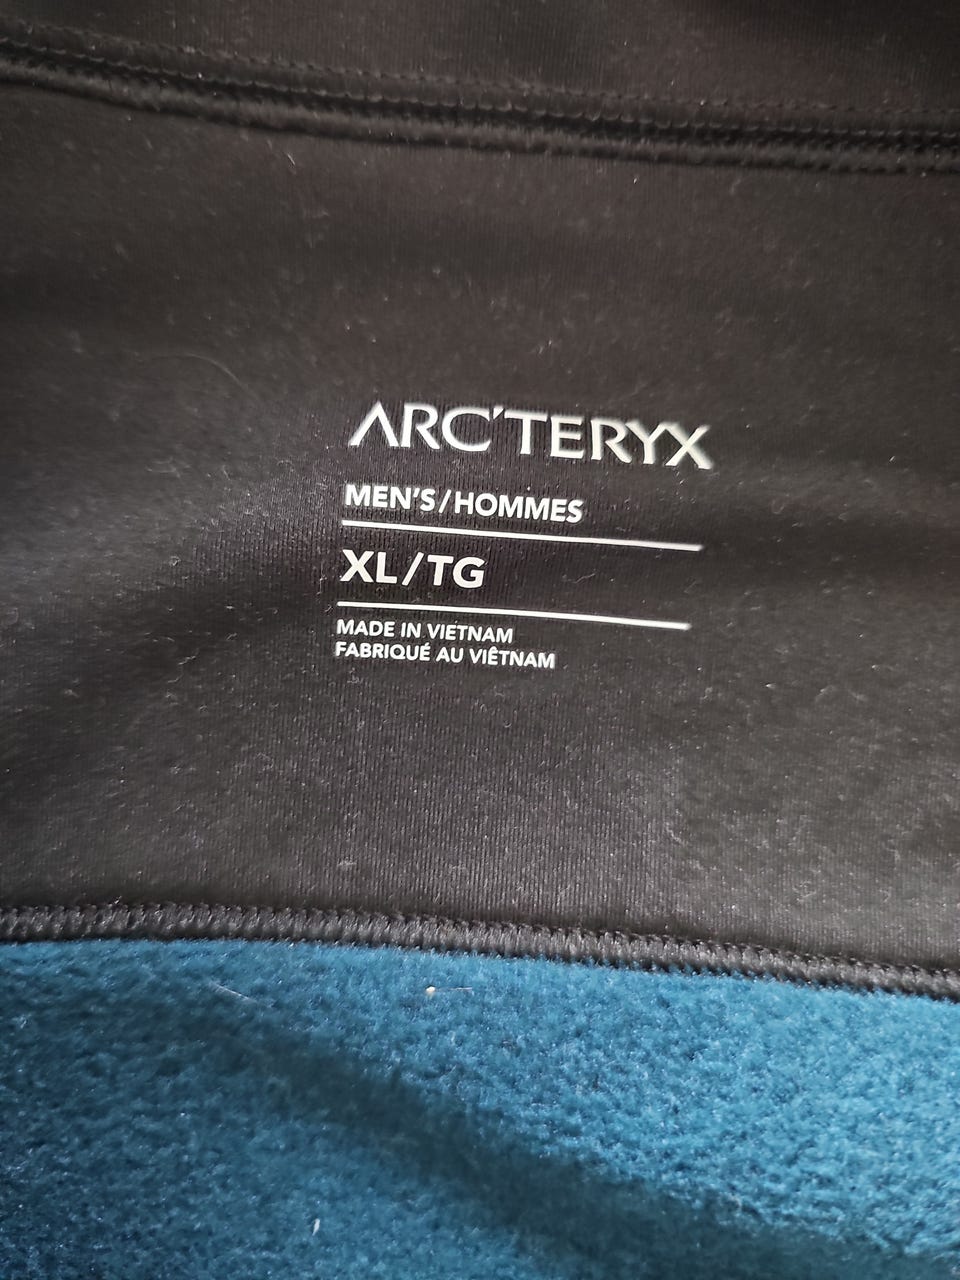 ARC'TERYX
MEN'S/HOMMES
XL/TG
MADE IN VIETNAM
FABRIQUÉ AU VIÊTNAM